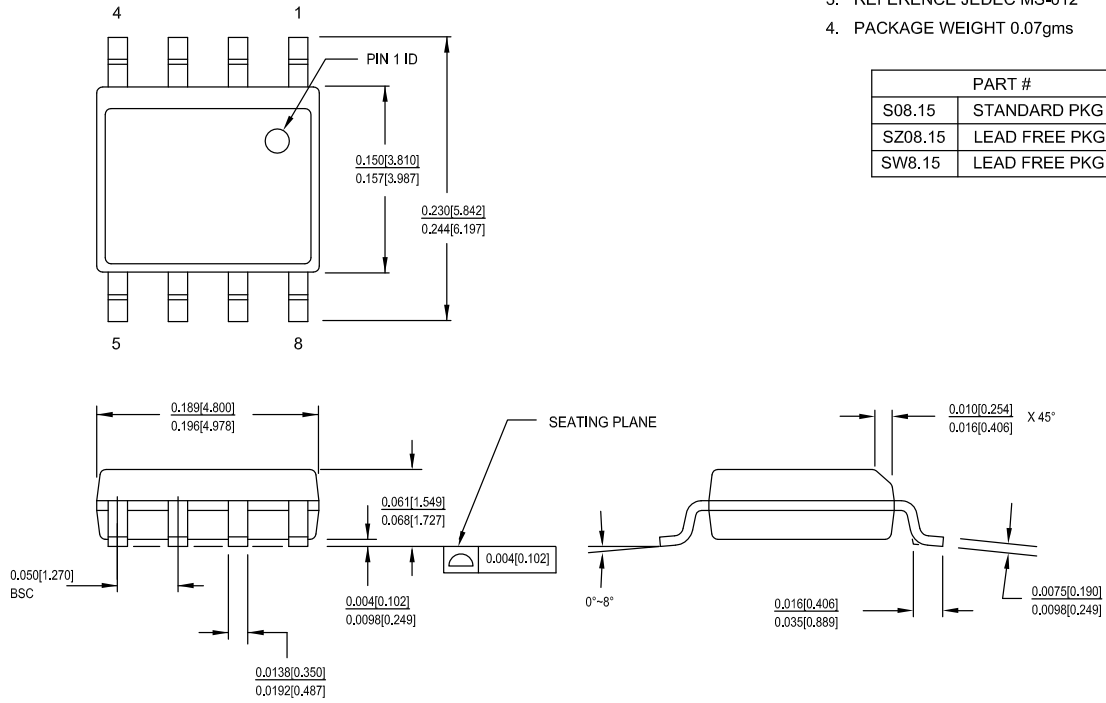 3. REFERENCE JEDEC MS-012
4. PACKAGE WEIGHT 0.07gms
PART #
S08.15 STANDARD PKG
SZ08.15 LEAD FREE PKG
SW8.15 LEAD FREE PKG
4 1
PIN 1 ID
0.150[3.810]
0.157[3.987]
0.230[5.842]
0.244[6.197]
5 8
0.189[4.800]
0.196[4.978]
SEATING PLANE
0.010[0.254]
0.016[0.406]
X 45°
0.061[1.549]
0.068[1.727]
0.004[0.102]
0.050[1.270]
BSC
0.004[0.102]
0.0098[0.249]
0°~8°
0.016[0.406]
0.035[0.889]
0.0075[0.190]
0.0098[0.249]
0.0138[0.350]
0.0192[0.487]